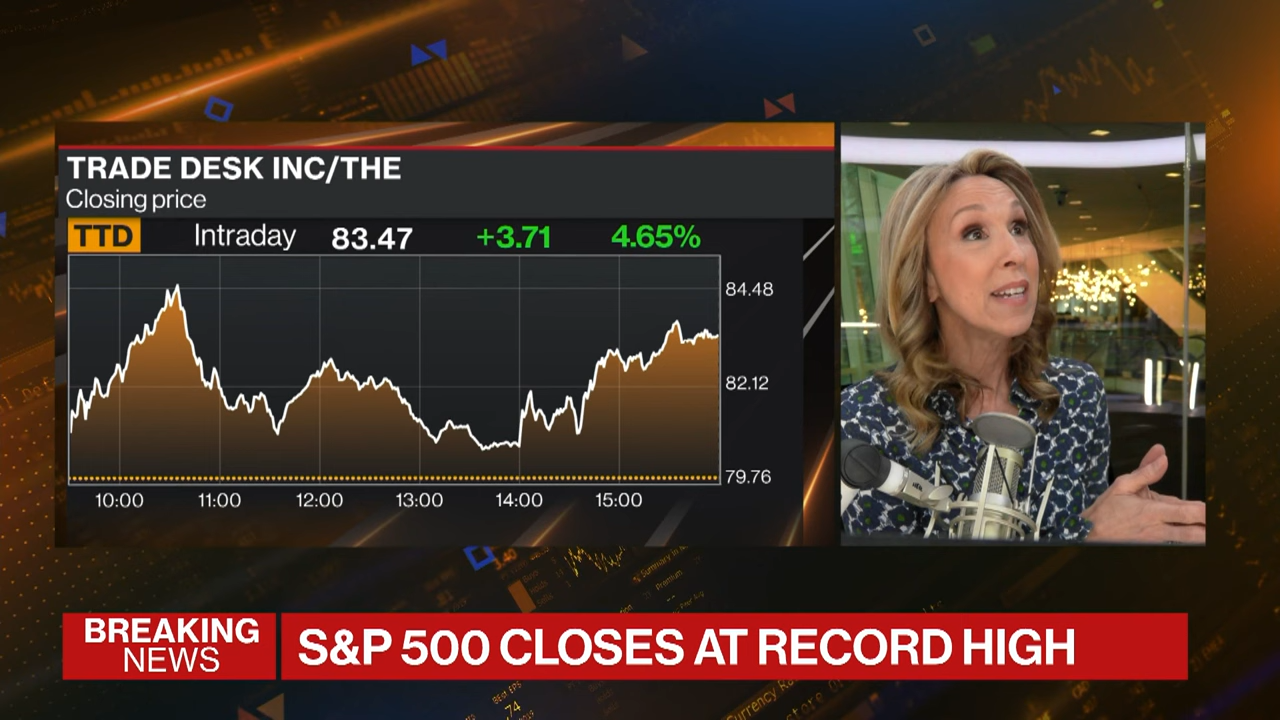 TRADE DESK INC/THE
Closing price
TTD Intraday 83.47 +3.71 4.65%
84.48
82.12
79.76
10:00 11:00 12:00 13:00 14:00 15:00
BREAKING
NEWS
S&P 500 CLOSES AT RECORD HIGH